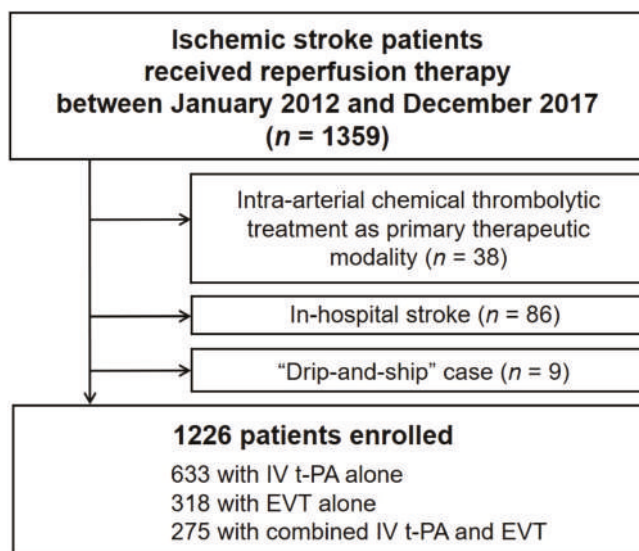 Ischemic stroke patients
received reperfusion therapy
between January 2012 and December 2017
(n = 1359)
Intra-arterial chemical thrombolytic
treatment as primary therapeutic
modality (n = 38)
In-hospital stroke (n = 86)
“Drip-and-ship” case (n = 9)
1226 patients enrolled
633 with IV t-PA alone
318 with EVT alone
275 with combined IV t-PA and EVT